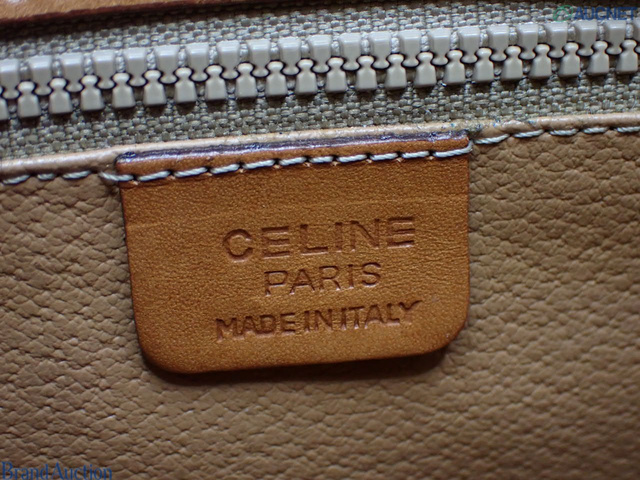 CELINE
PARIS
MADE IN ITALY
Brand Auction